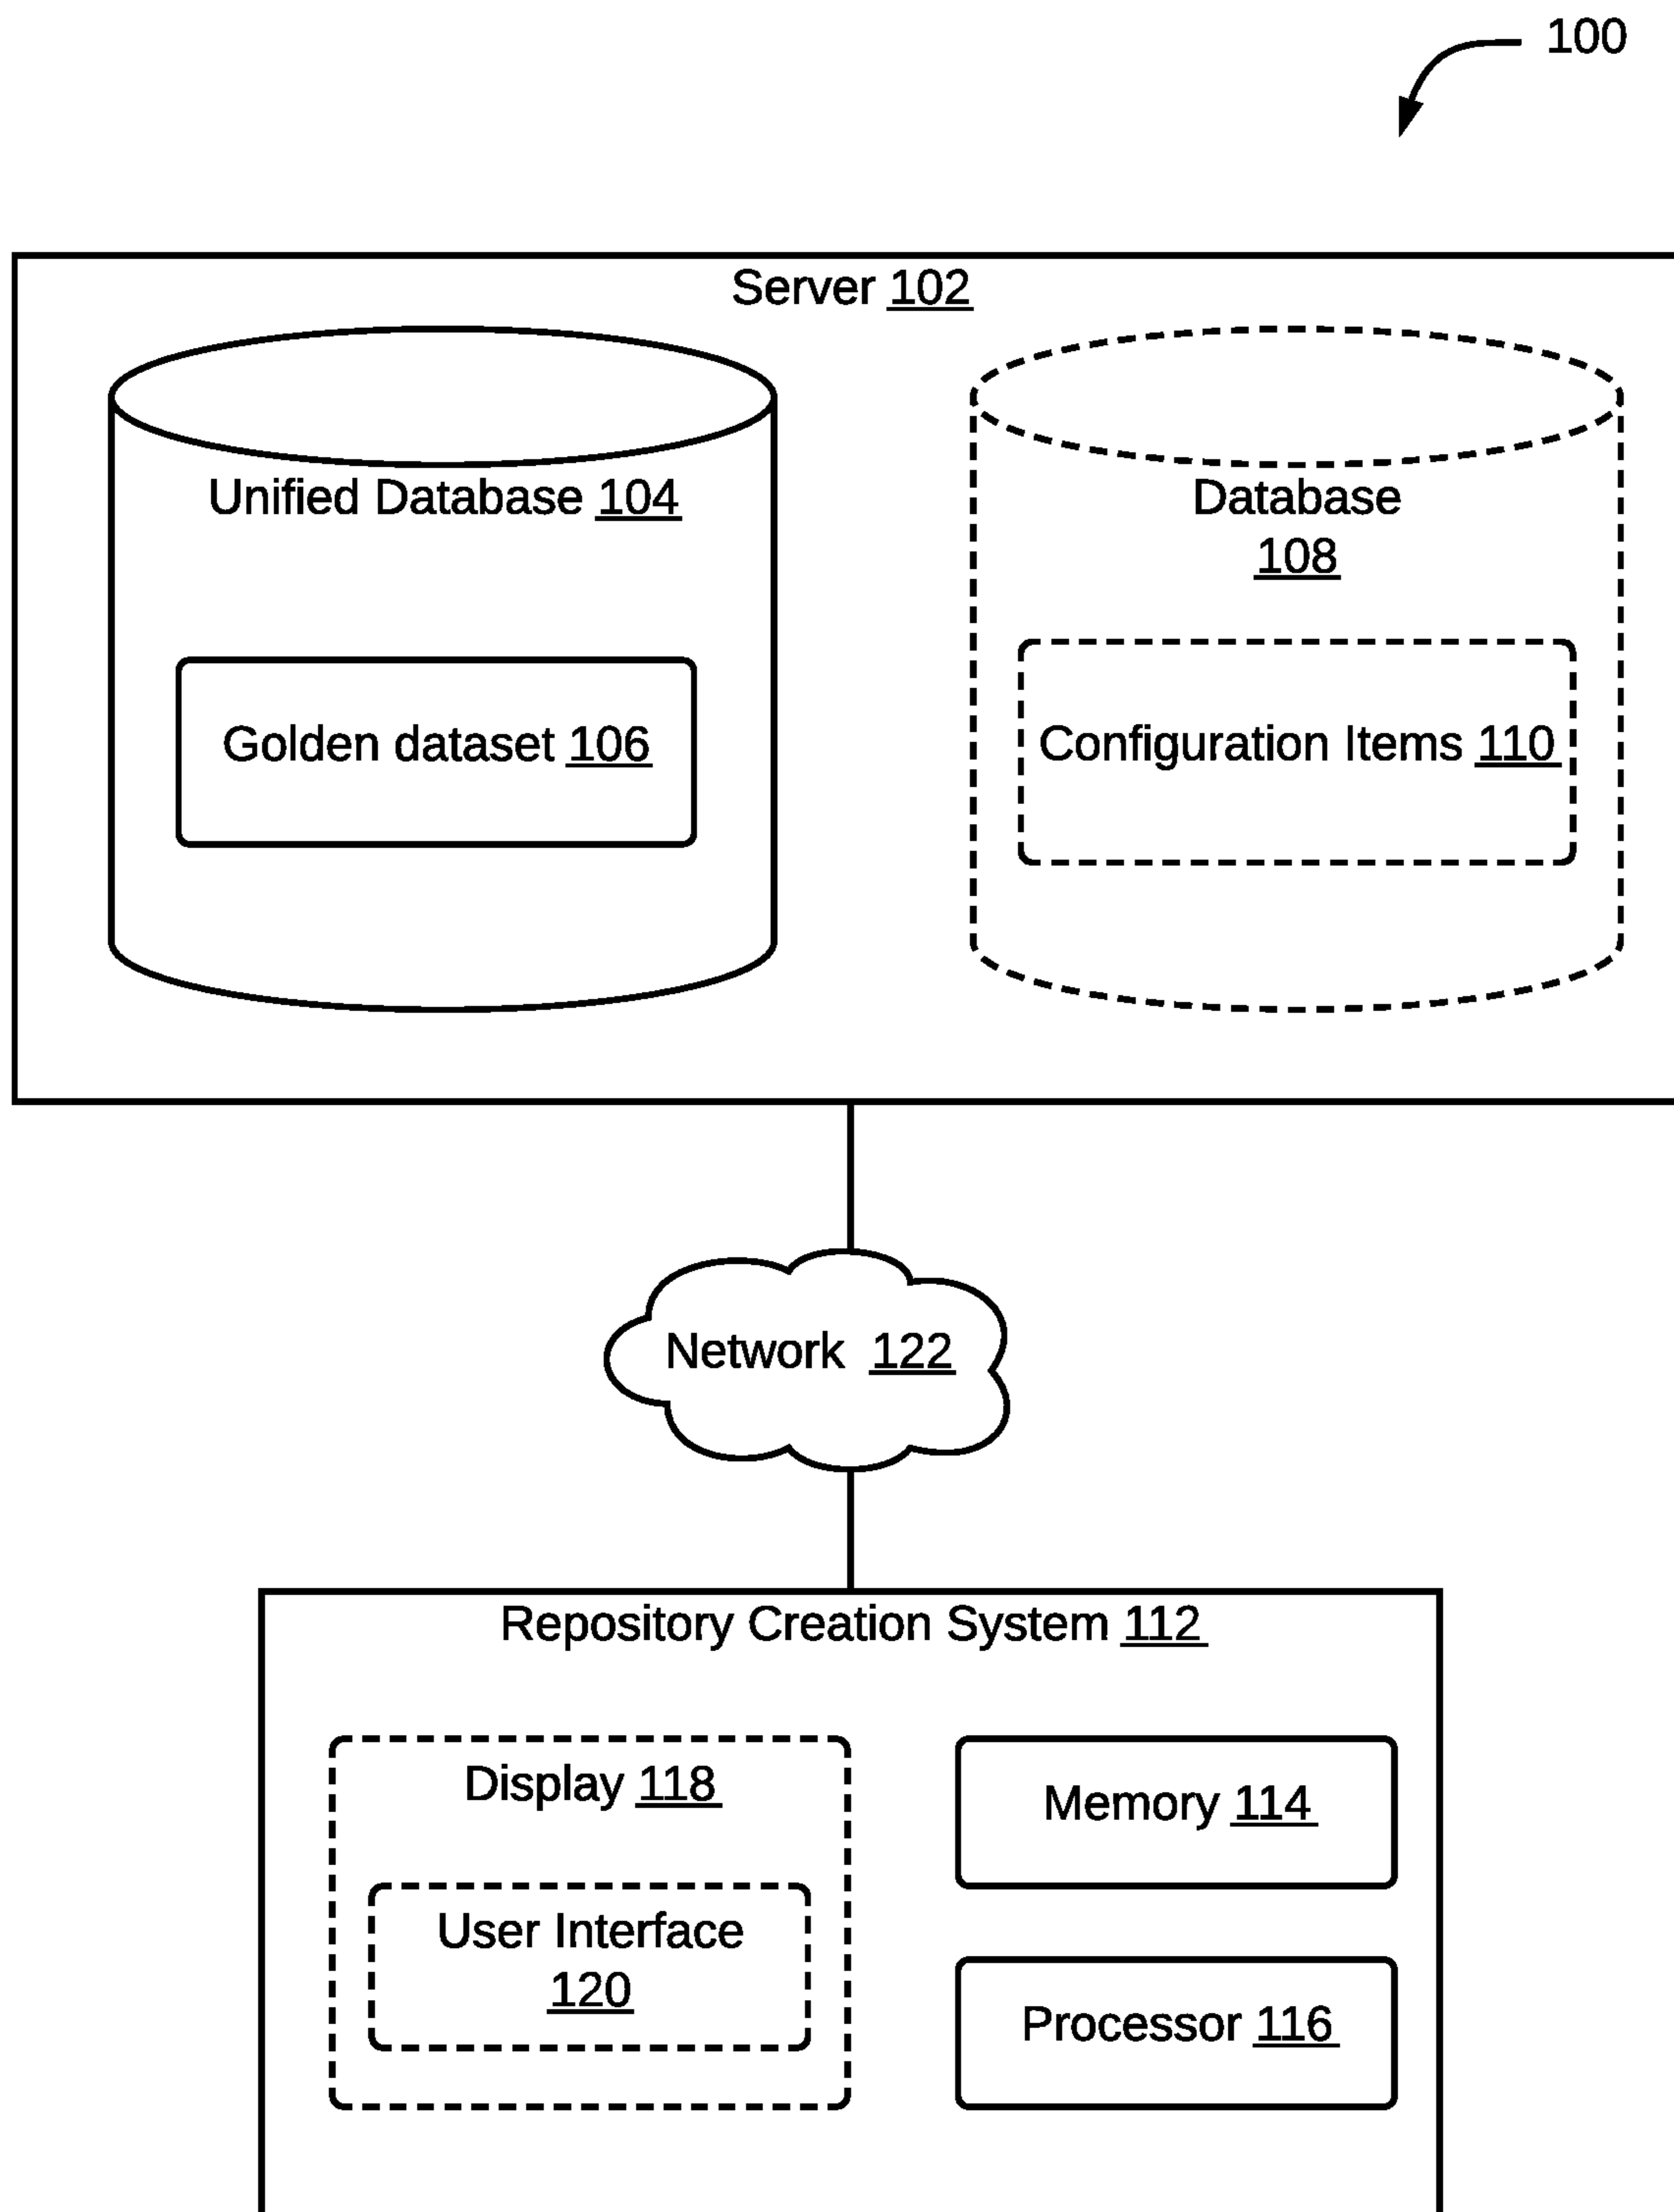 100
Server 102
Unified Database 104
Golden dataset 106
Database
108
Configuration Items 110
Network 122
Repository Creation System 112
Display 118
User Interface
120
Memory 114
Processor 116